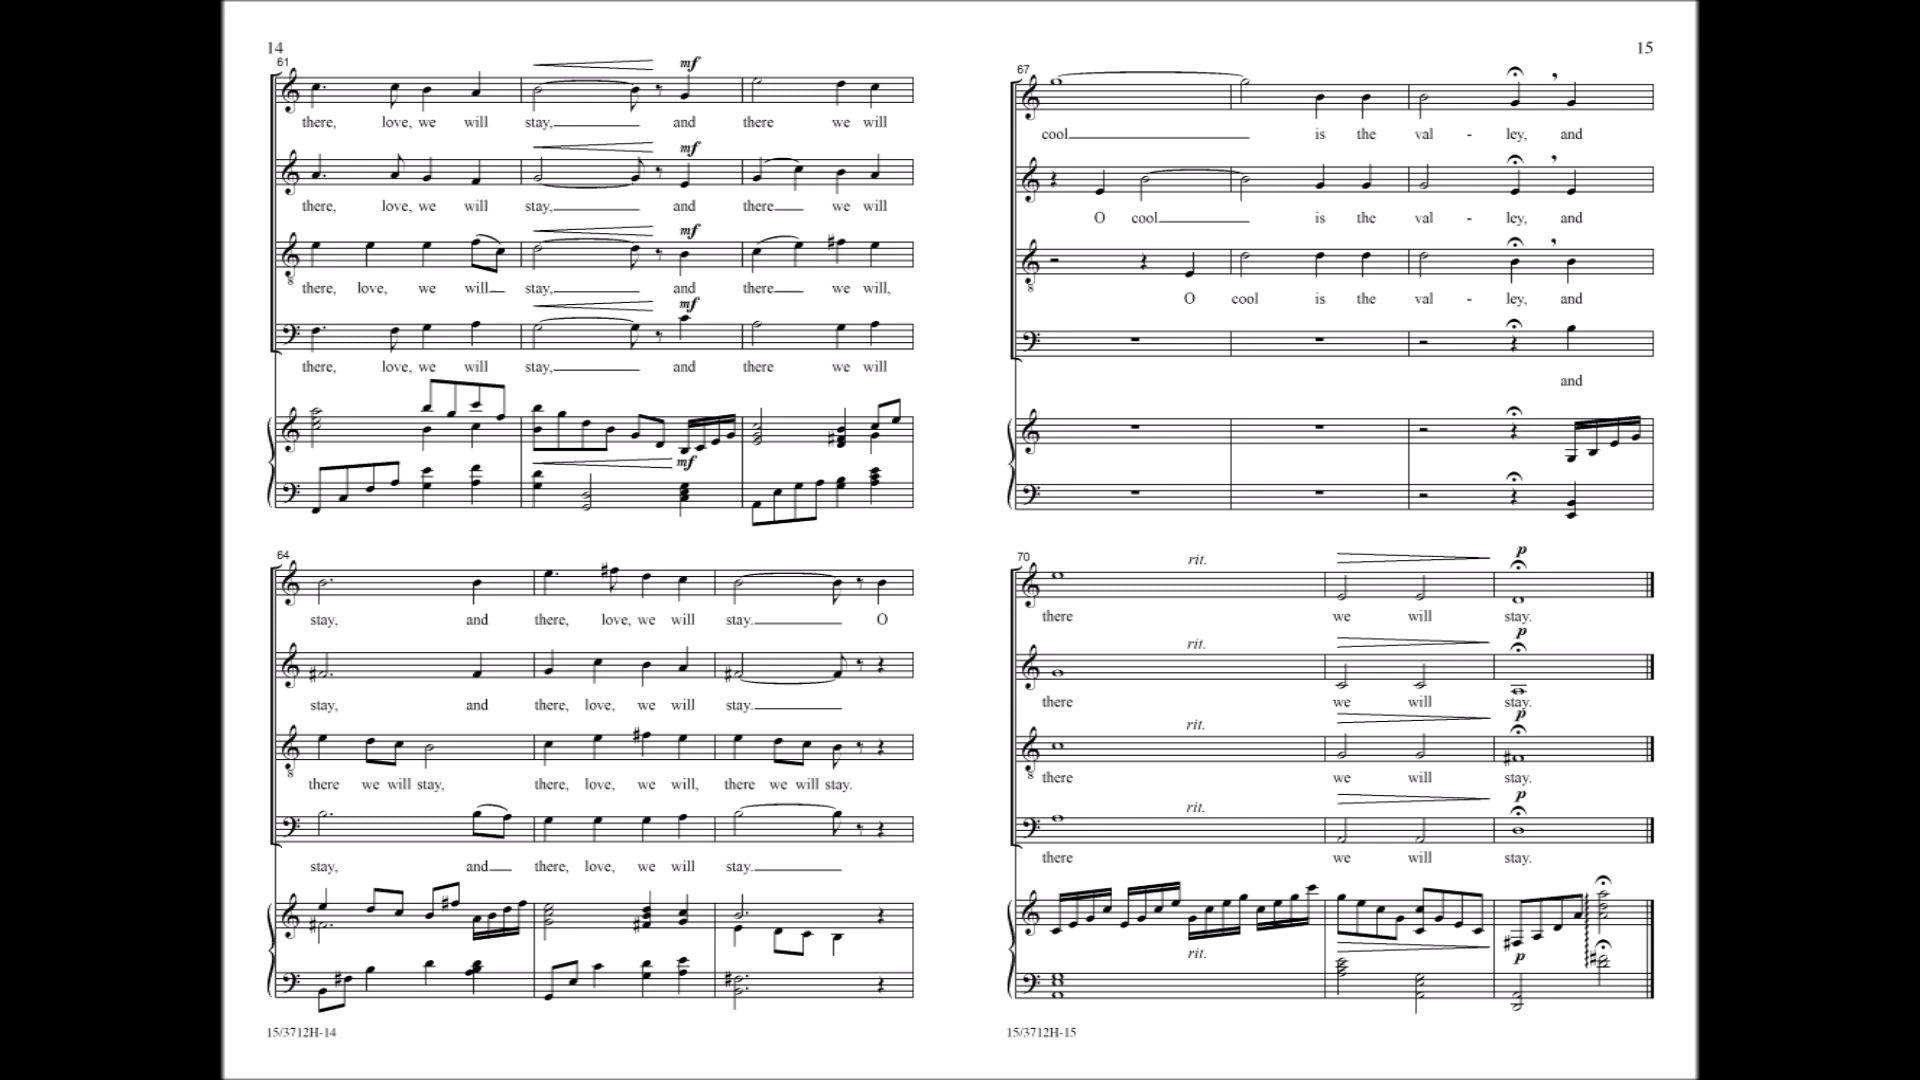 14
61
mf
there, love, we will stay, and there we will
mf
there, love, we will stay, and there we will
mf
there, love, we will stay, and there we will,
mf
there, love, we will stay, and there we will
mf
64
stay, and there, love, we will stay. O
stay, and there, love, we will stay.
there we will stay, there, love, we will, there we will stay.
stay, and there, love, we will stay.
15/3712H-14
15
67
cool is the val - ley, and
O cool is the val - ley, and
O cool is the val - ley, and
and
70
rit. p
there we will stay.
rit. p
there we will stay.
rit. p
there we will stay.
rit. p
there we will stay.
rit. p
15/3712H-15